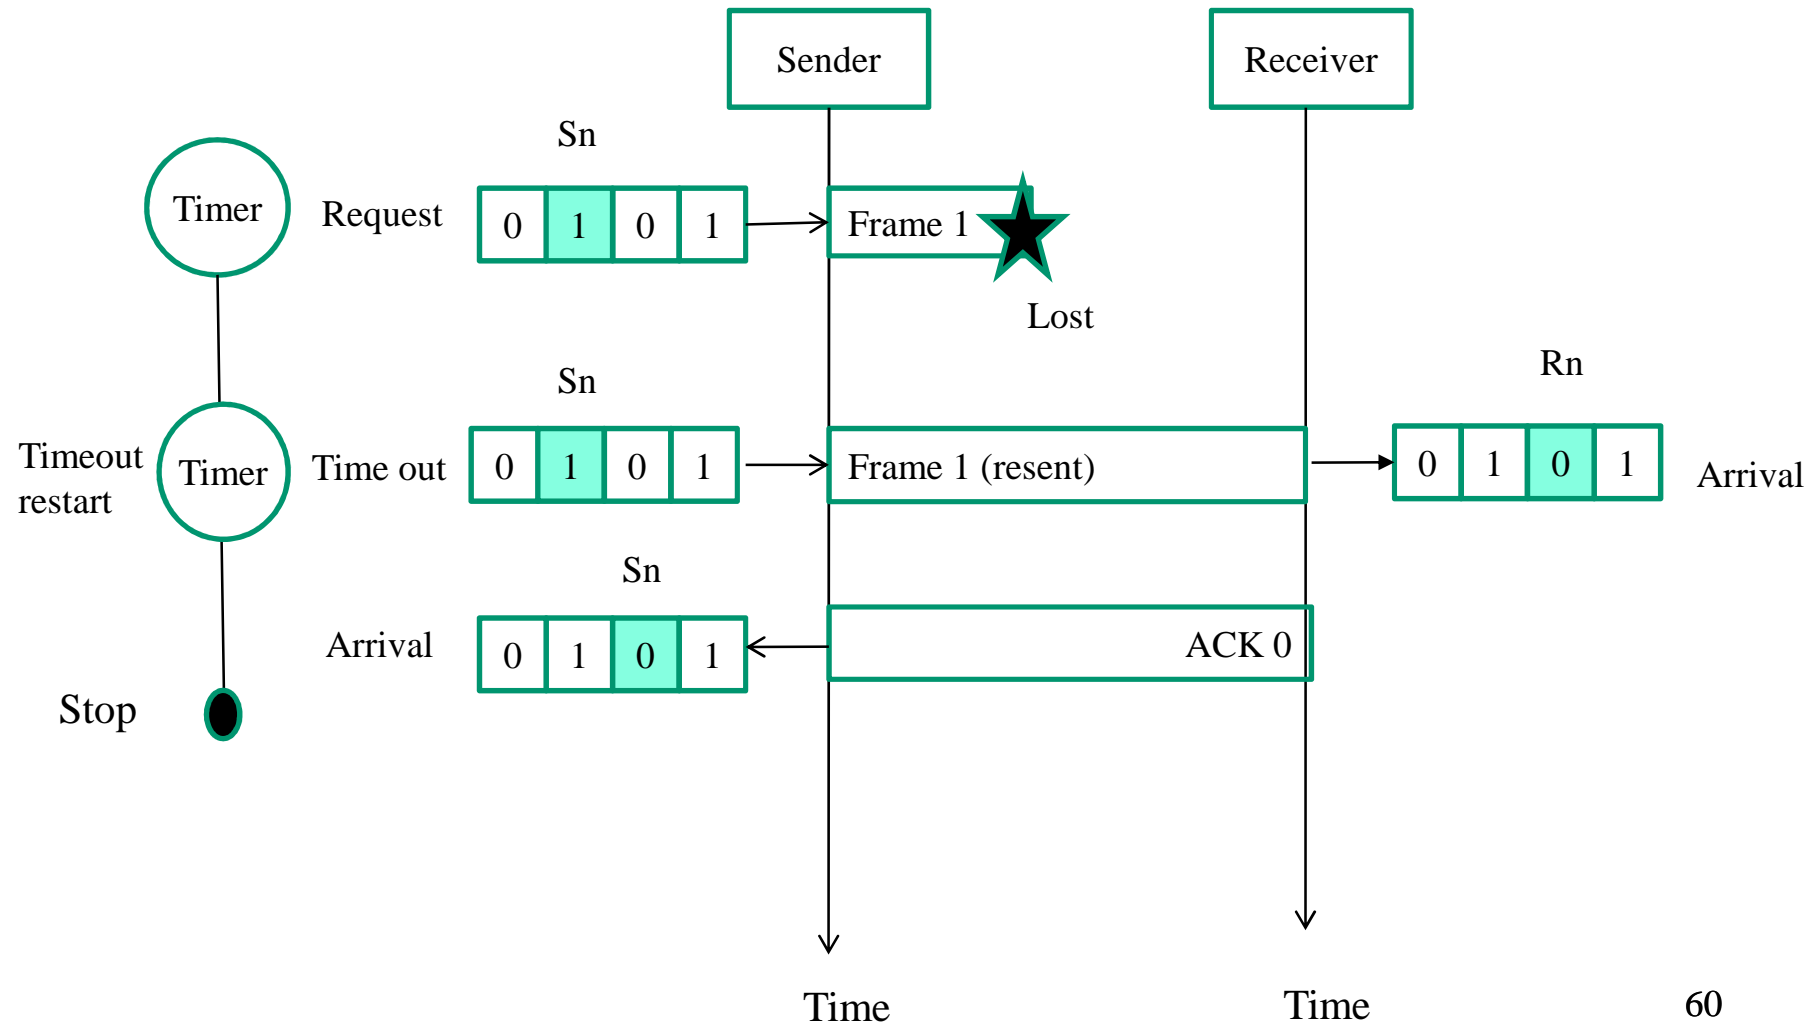 Sender
Receiver
Sn
Timer
Request
0 1 0 1
Frame 1
Lost
Sn
Rn
Timeout
restart
Timer
Time out
0 1 0 1
Frame 1 (resent)
0 1 0 1
Arrival
Sn
Arrival
0 1 0 1
ACK 0
Stop
Time
Time
60